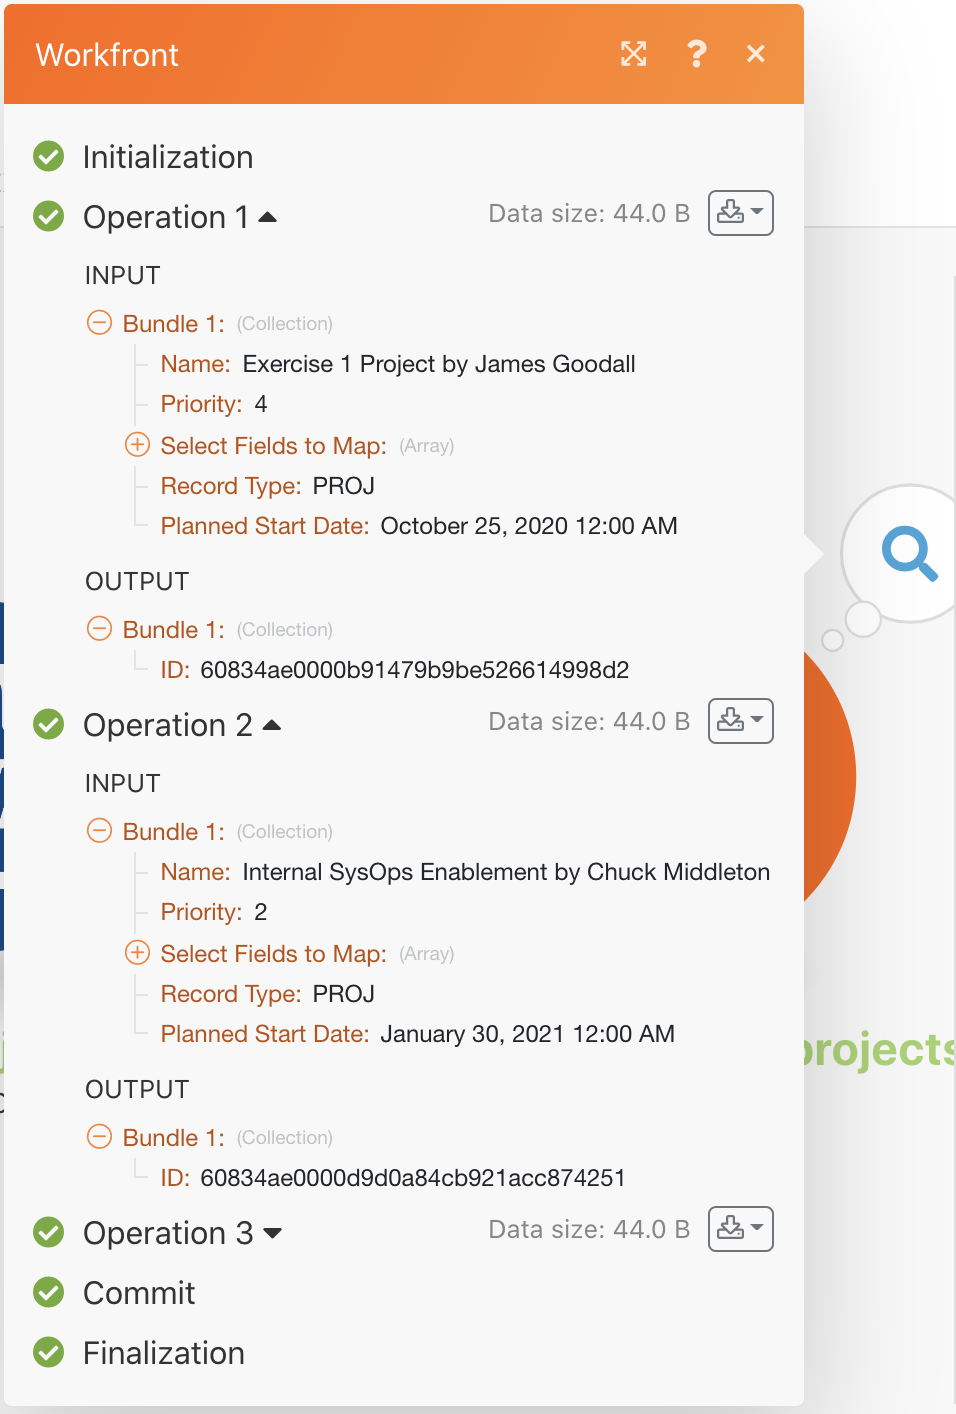 Workfront
Initialization
Operation 1 Data size: 44.0 B
INPUT
Bundle 1: (Collection)
Name: Exercise 1 Project by James Goodall
Priority: 4
Select Fields to Map: (Array)
Record Type: PROJ
Planned Start Date: October 25, 2020 12:00 AM
OUTPUT
Bundle 1: (Collection)
ID: 60834ae0000b91479b9be526614998d2
Operation 2 Data size: 44.0 B
INPUT
Bundle 1: (Collection)
Name: Internal SysOps Enablement by Chuck Middleton
Priority: 2
Select Fields to Map: (Array)
Record Type: PROJ
Planned Start Date: January 30, 2021 12:00 AM
projects
OUTPUT
Bundle 1: (Collection)
ID: 60834ae0000d9d0a84cb921acc874251
Operation 3 Data size: 44.0 B
Commit
Finalization